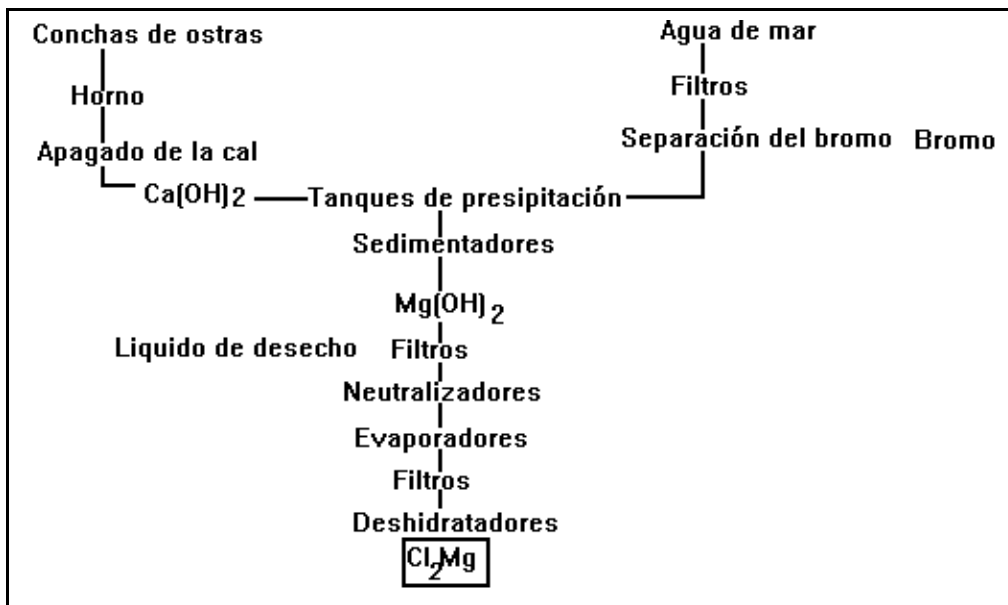 Conchas de ostras
Agua de mar
Horno
Filtros
Apagado de la cal
Separación del bromo
Bromo
Ca(OH)2
Tanques de presipitación
Sedimentadores
Mg(OH)2
Liquido de desecho
Filtros
Neutralizadores
Evaporadores
Filtros
Deshidratadores
Cl2Mg